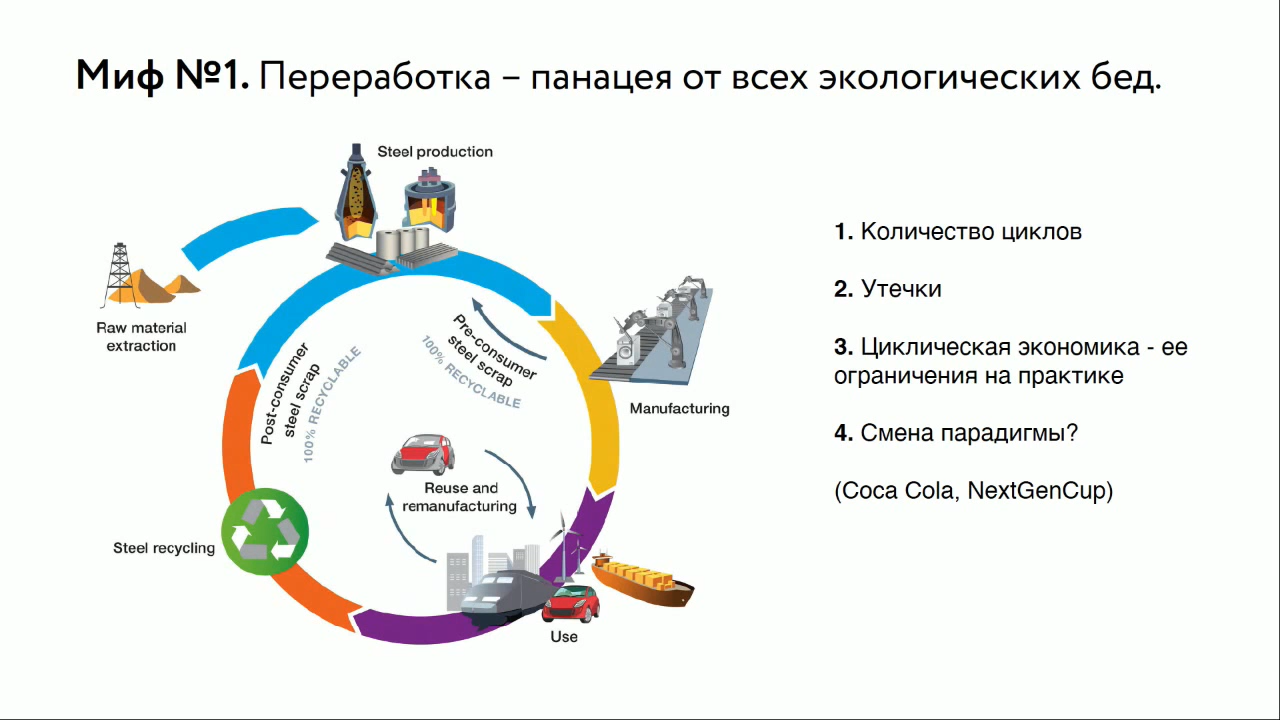 Миф №1. Переработка – панацея от всех экологических бед.
Steel production
Raw material
extraction
Pre-consumer
steel scrap
100% RECYCLABLE
Post-consumer
steel scrap
100% RECYCLABLE
Manufacturing
Reuse and
remanufacturing
Steel recycling
Use
1. Количество циклов
2. Утечки
3. Циклическая экономика - ее
ограничения на практике
4. Смена парадигмы?
(Coca Cola, NextGenCup)